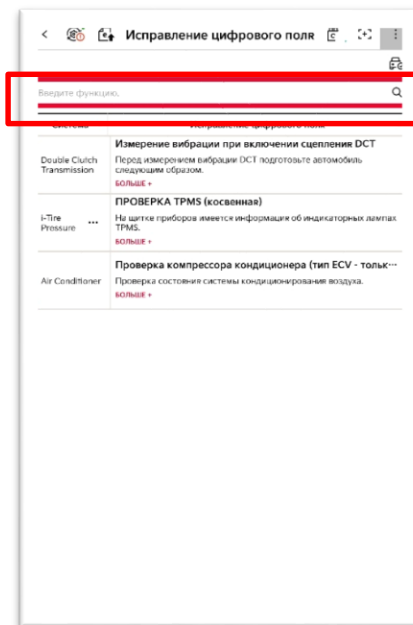 Исправление цифрового поля
Введите функцию.
Система Исправление цифрового поля
Измерение вибрации при включении сцепления DCT
Double Clutch
Transmission
Перед измерением вибрации DCT подготовьте автомобиль
следующим образом.
БОЛЬШЕ +
ПРОВЕРКА TPMS (косвенная)
i-Tire
Pressure ...
На щитке приборов имеется информация об индикаторных лампах
TPMS.
БОЛЬШЕ +
Проверка компрессора кондиционера (тип ECV - тольк...
Air Conditioner
Проверка состояния системы кондиционирования воздуха.
БОЛЬШЕ +